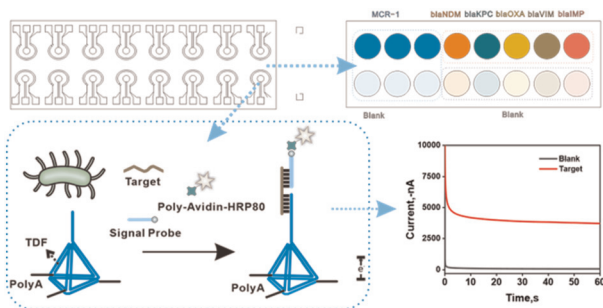 MCR-1 blaNDM blaKPC blaOXA blaVIM blaIMP
Blank Blank
Target
Poly-Avidin-HRP80
Signal Probe
TDF
PolyA
PolyA
10000
7500
5000
2500
0
Current,-nA
Blank
Target
0 10 20 30 40 50 60
Time,s